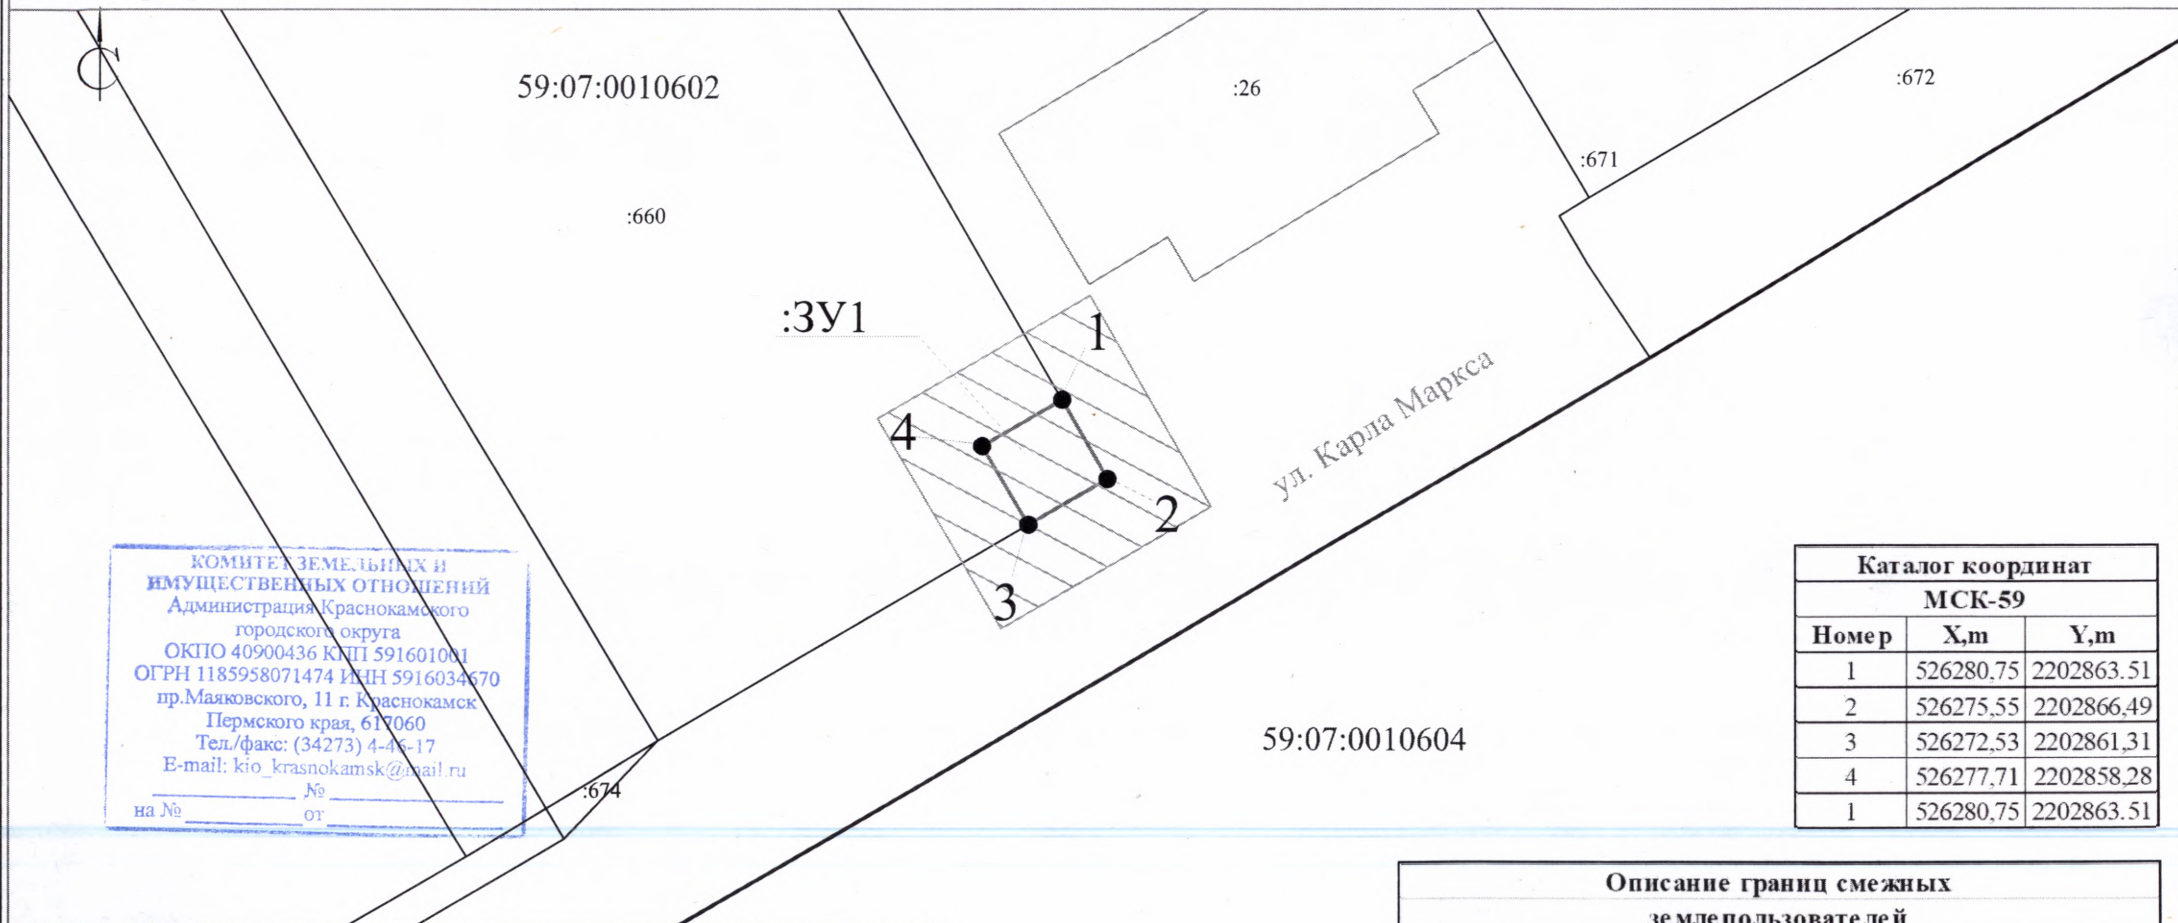 С
59:07:0010602
:26
:672
:671
:660
:ЗУ1
1
4
2
3
ул. Карла Маркса
59:07:0010604
:674
КОМИТЕТ ЗЕМЕЛЬНЫХ И
ИМУЩЕСТВЕННЫХ ОТНОШЕНИЙ
Администрация Краснокамского
городского округа
ОКПО 40900436 КПП 591601001
ОГРН 1185958071474 ИНН 5916034670
пр.Маяковского, 11 г. Краснокамск
Пермского края, 617060
Тел./факс: (34273) 4-46-17
E-mail: kio_krasnokamsk@mail.ru
№
на № от
Каталог координат
МСК-59
Номер X,m Y,m
1 526280,75 2202863.51
2 526275,55 2202866,49
3 526272,53 2202861,31
4 526277,71 2202858,28
1 526280,75 2202863.51
Описание границ смежных
землепользователей